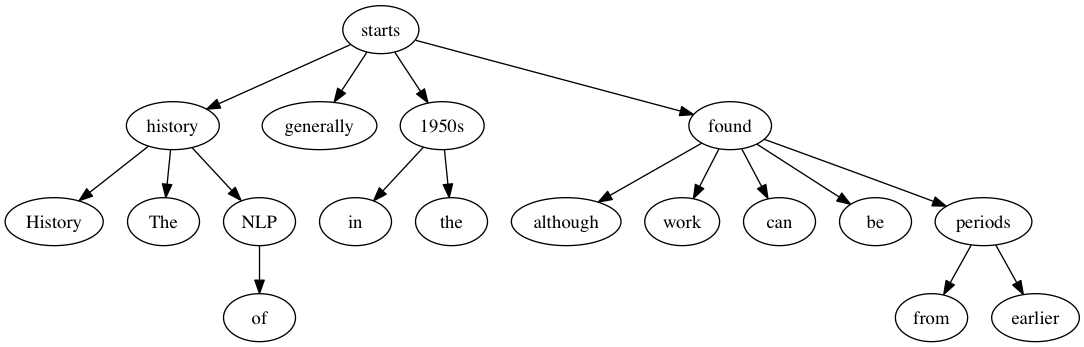 starts
history generally 1950s found
History The NLP in the although work can be periods
of from earlier